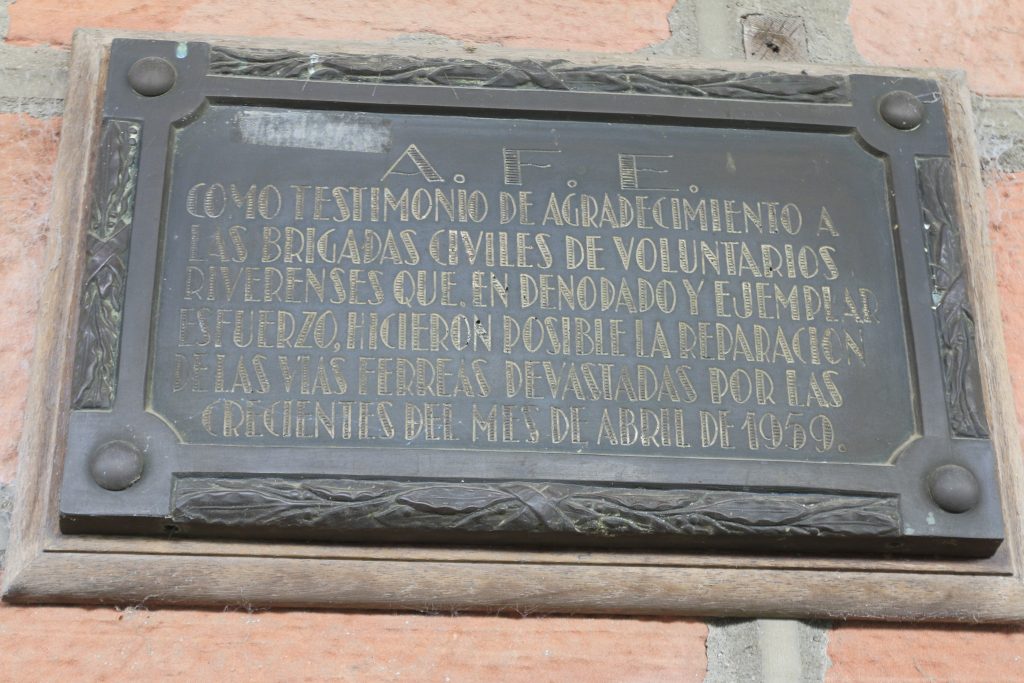 A. F. E.
COMO TESTIMONIO DE AGRADECIMIENTO A
LAS BRIGADAS CIVILES DE VOLUNTARIOS
RIVERENSES QUE. EN DENODADO Y EJEMPLAR
ESFUERZO, HICIERON POSIBLE LA REPARACION
DE LAS VIAS FERREAS DEVASTADAS POR LAS
CRECIENTES DEL MES DE ABRIL DE 1959.